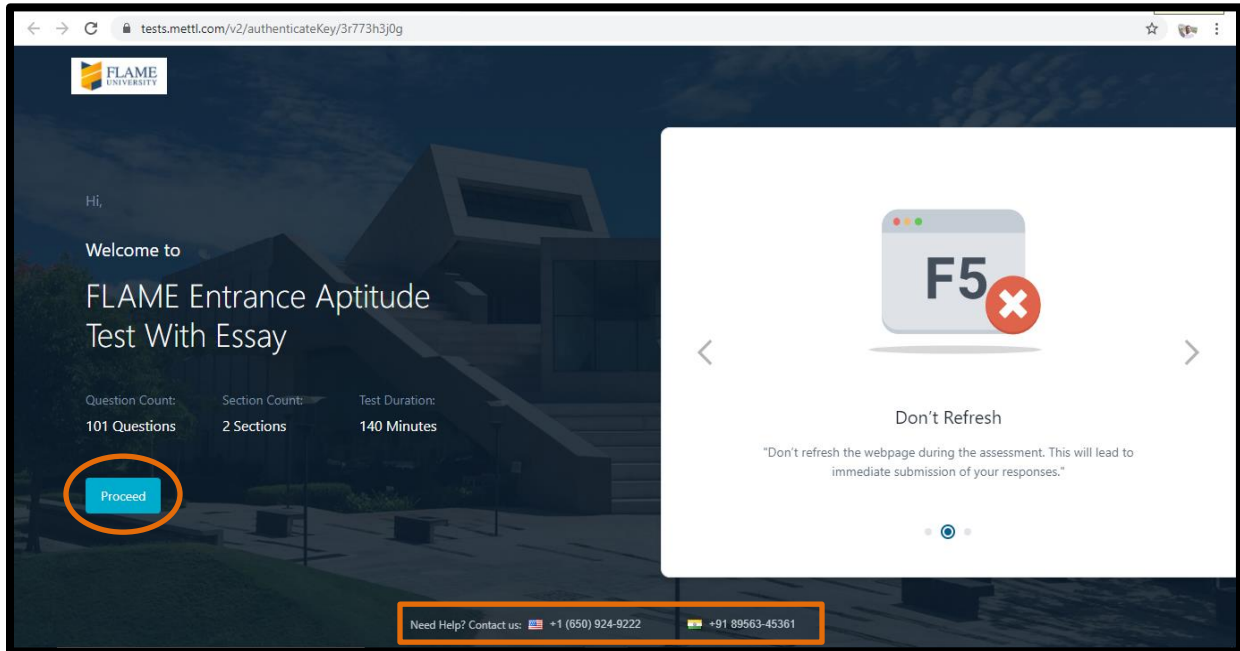 tests.mettl.com/v2/authenticateKey/3r773h3j0g
FLAME
UNIVERSITY
Hi,
Welcome to
FLAME Entrance Aptitude
Test With Essay
Question Count: Section Count: Test Duration:
101 Questions 2 Sections 140 Minutes
Proceed
F5
Don't Refresh
"Don't refresh the webpage during the assessment. This will lead to
immediate submission of your responses."
Need Help? Contact us: +1 (650) 924-9222 +91 89563-45361